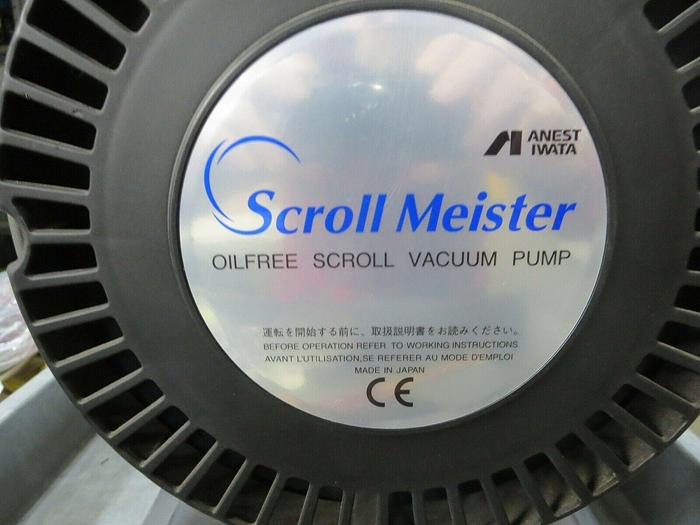 ANEST
IWATA
Scroll Meister
OILFREE SCROLL VACUUM PUMP
運転を開始する前に、取扱説明書をお読みください。
BEFORE OPERATION REFER TO WORKING INSTRUCTIONS
AVANT L'UTILISATION,SE REFERER AU MODE D'EMPLOI
MADE IN JAPAN
CE